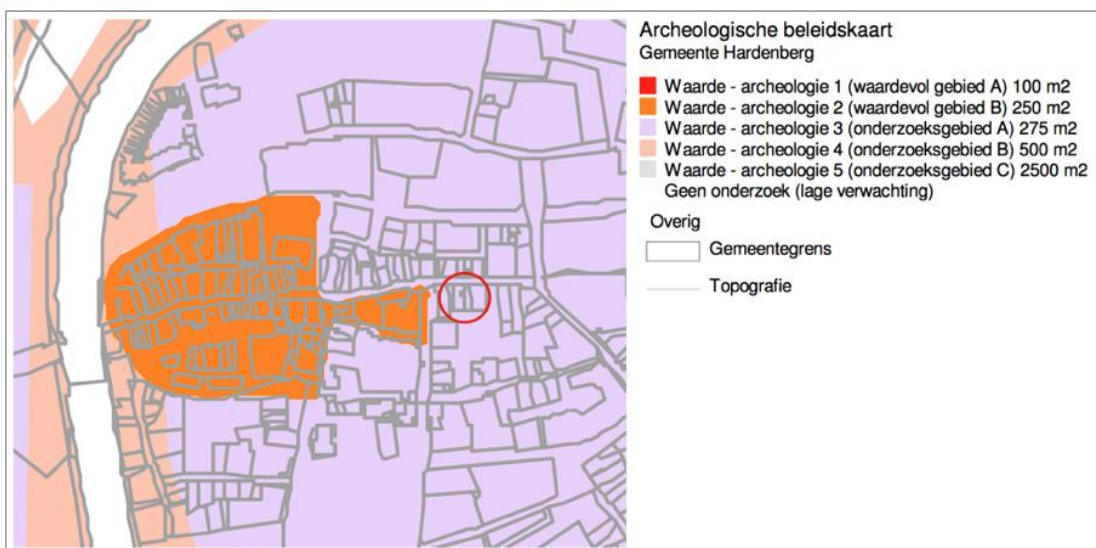 Archeologische beleidskaart
Gemeente Hardenberg
Waarde - archeologie 1 (waardevol gebied A) 100 m2
Waarde - archeologie 2 (waardevol gebied B) 250 m2
Waarde - archeologie 3 (onderzoeksgebied A) 275 m2
Waarde - archeologie 4 (onderzoeksgebied B) 500 m2
Waarde - archeologie 5 (onderzoeksgebied C) 2500 m2
Geen onderzoek (lage verwachting)
Overig
Gemeentegrens
Topografie